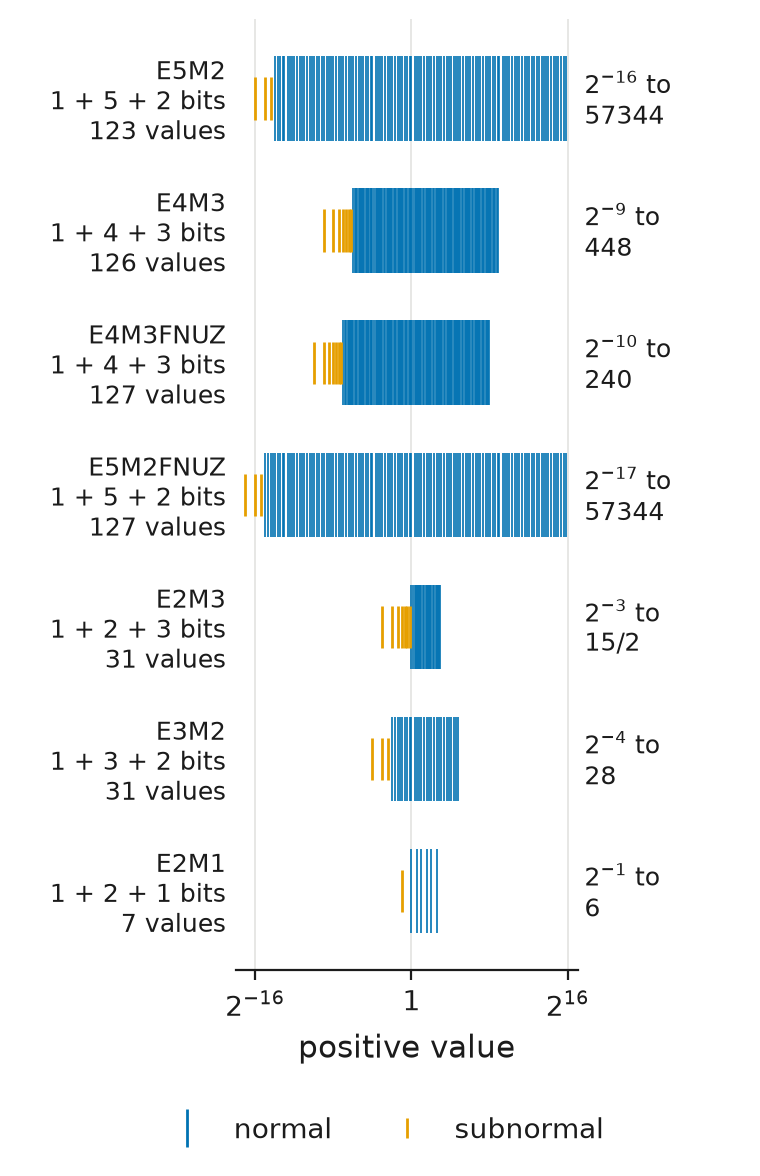 E5M2
1 + 5 + 2 bits
123 values
2⁻¹⁶ to
57344
E4M3
1 + 4 + 3 bits
126 values
2⁻⁹ to
448
E4M3FNUZ
1 + 4 + 3 bits
127 values
2⁻¹⁰ to
240
E5M2FNUZ
1 + 5 + 2 bits
127 values
2⁻¹⁷ to
57344
E2M3
1 + 2 + 3 bits
31 values
2⁻³ to
15/2
E3M2
1 + 3 + 2 bits
31 values
2⁻⁴ to
28
E2M1
1 + 2 + 1 bits
7 values
2⁻¹ to
6
2⁻¹⁶ 1 2¹⁶
positive value
normal subnormal